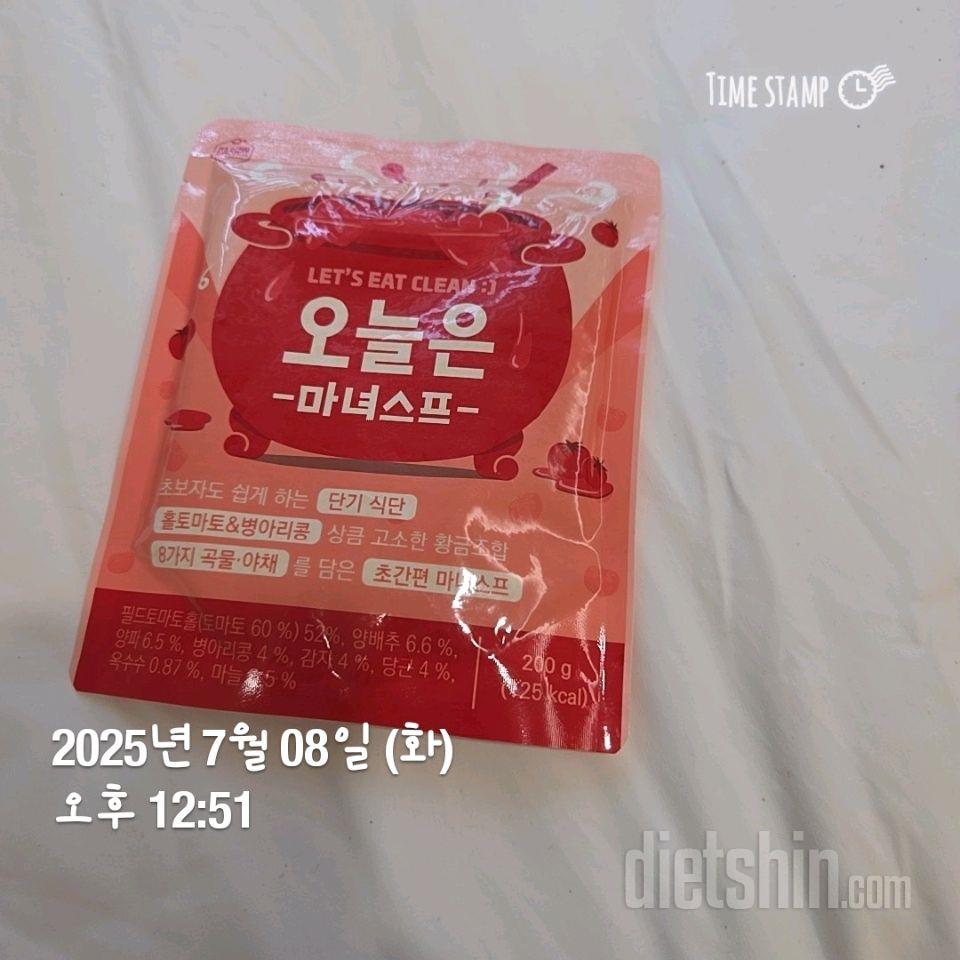 TIME STAMP
LET'S EAT CLEAN :)
오늘은
-마녀스프-
초보자도 쉽게 하는 단기 식단
홀토마토&병아리콩 상큼 고소한 황금조합
8가지 곡물·야채 를 담은 초간편 마녀스프
필드토마토홀(토마토 60 %) 52%, 양배추 6.6 %,
양파 6.5 %, 병아리콩 4 %, 감자 4 %, 당근 4 %,
옥수수 0.87 %, 마늘
200 g
kcal)
2025년 7월 08일 (화)
오후 12:51
dietshin.com